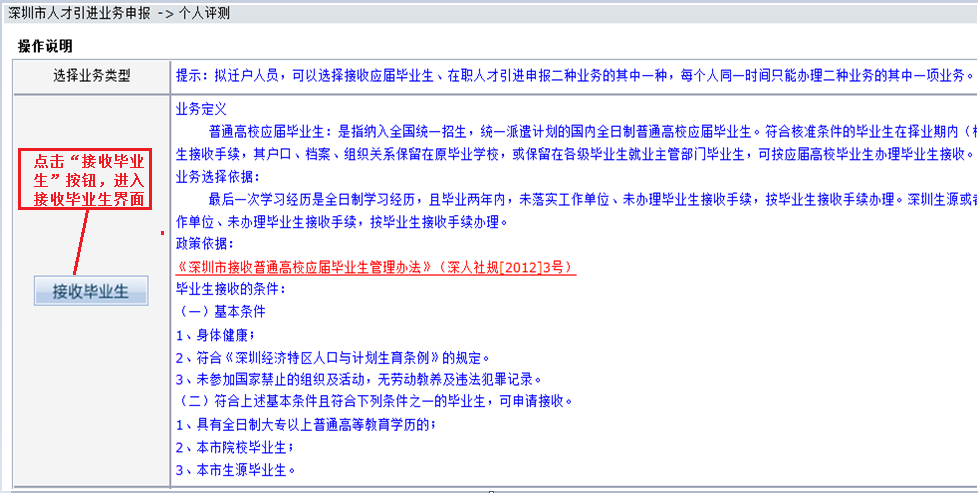 深圳市人才引进业务申报 -> 个人评测
操作说明
选择业务类型
提示：拟迁户人员，可以选择接收应届毕业生、在职人才引进申报二种业务的其中一种，每个人同一时间只能办理二种业务的其中一项业务。
点击“接收毕业
生”按钮，进入
接收毕业生界面
接收毕业生
业务定义
普通高校应届毕业生：是指纳入全国统一招生，统一派遣计划的国内全日制普通高校应届毕业生。符合核准条件的毕业生在择业期内（
生接收手续，其户口、档案、组织关系保留在原毕业学校，或保留在各级毕业生就业主管部门毕业生，可按应届高校毕业生办理毕业生接收。
业务选择依据：
最后一次学习经历是全日制学习经历，且毕业两年内，未落实工作单位、未办理毕业生接收手续，按毕业生接收手续办理。深圳生源或
作单位、未办理毕业生接收手续，按毕业生接收手续办理。
政策依据：
《深圳市接收普通高校应届毕业生管理办法》（深人社规[2012]3号）
毕业生接收的条件：
（一）基本条件
1、身体健康；
2、符合《深圳经济特区人口与计划生育条例》的规定。
3、未参加国家禁止的组织及活动，无劳动教养及违法犯罪记录。
（二）符合上述基本条件且符合下列条件之一的毕业生，可申请接收。
1、具有全日制大专以上普通高等教育学历的；
2、本市院校毕业生；
3、本市生源毕业生。